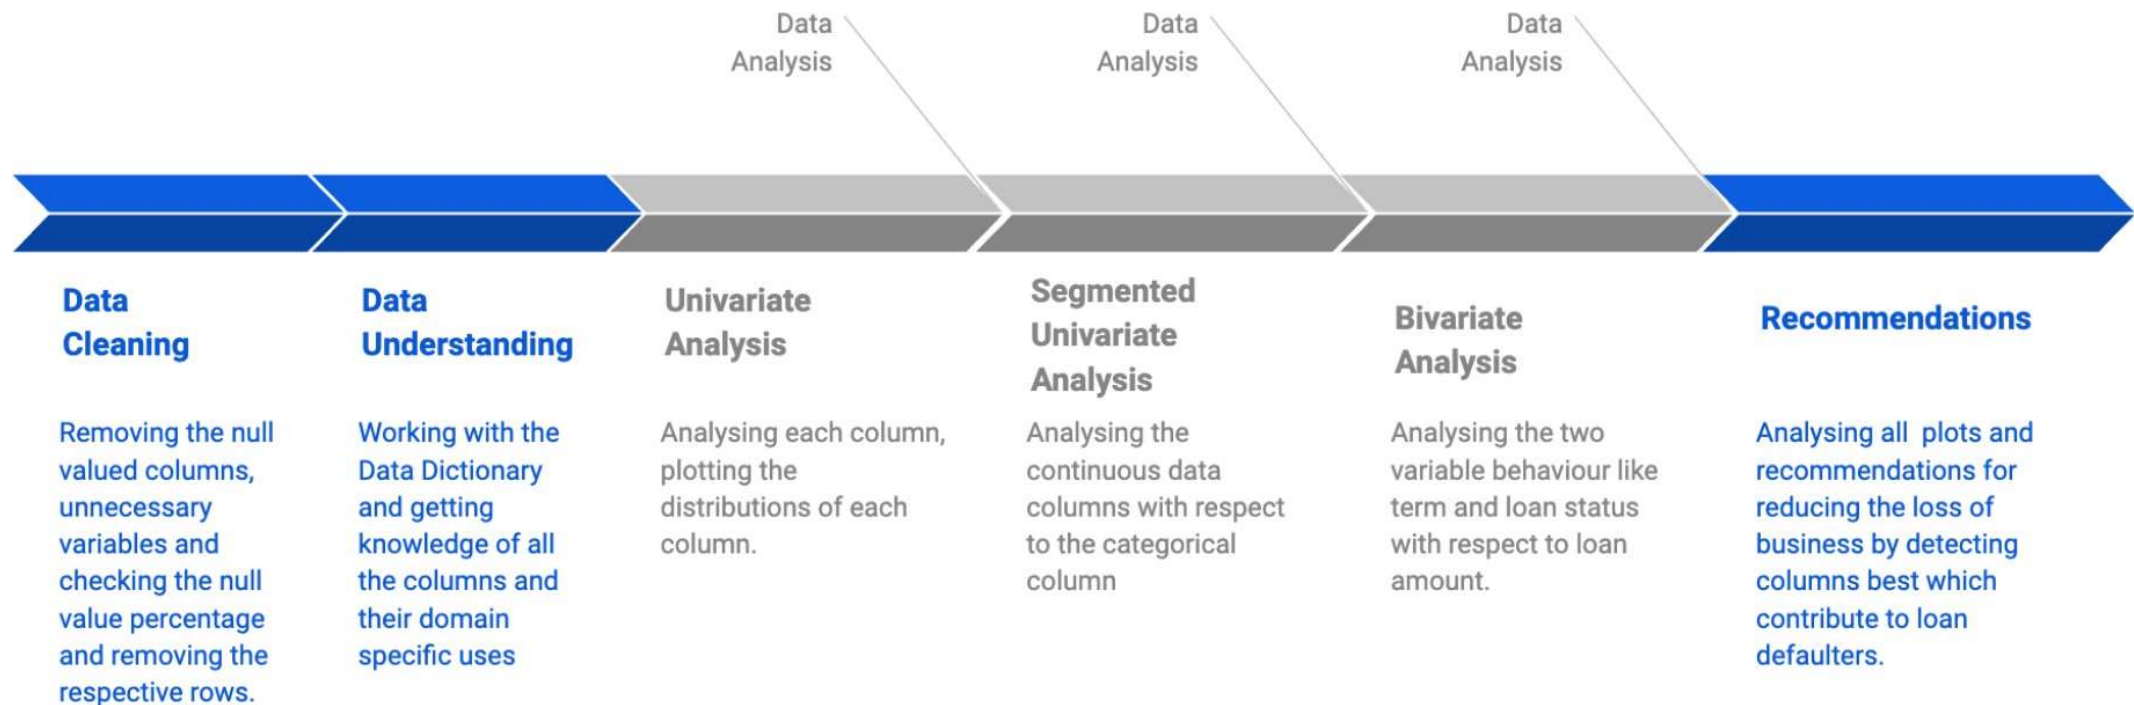 Data
Analysis
Data
Analysis
Data
Analysis
Data
Cleaning
Removing the null
valued columns,
unnecessary
variables and
checking the null
value percentage
and removing the
respective rows.
Data
Understanding
Working with the
Data Dictionary
and getting
knowledge of all
the columns and
their domain
specific uses
Univariate
Analysis
Analysing each column,
plotting the
distributions of each
column.
Segmented
Univariate
Analysis
Analysing the
continuous data
columns with respect
to the categorical
column
Bivariate
Analysis
Analysing the two
variable behaviour like
term and loan status
with respect to loan
amount.
Recommendations
Analysing all  plots and
recommendations for
reducing the loss of
business by detecting
columns best which
contribute to loan
defaulters.